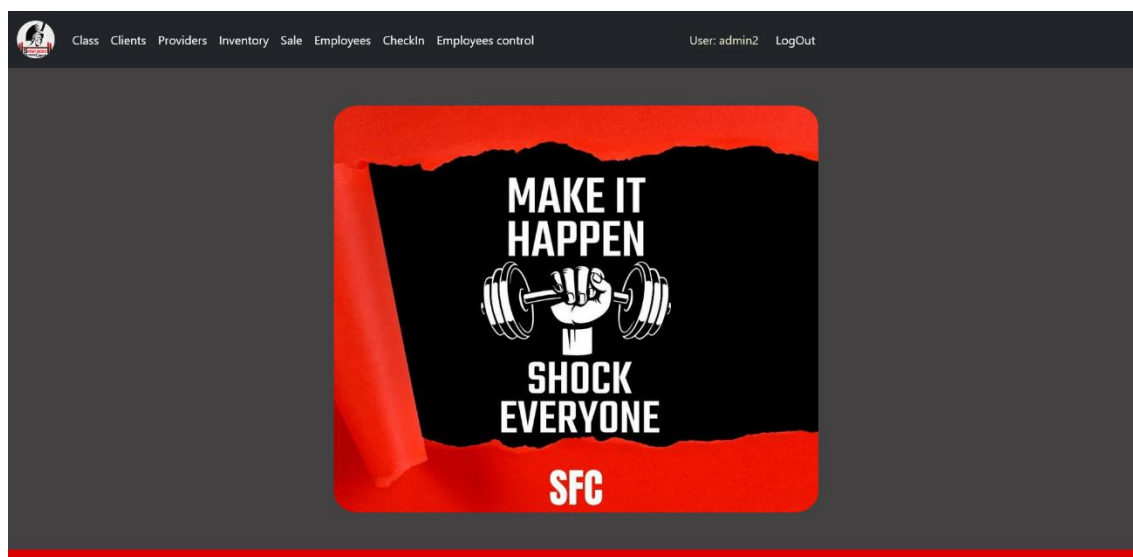 Class Clients Providers Inventory Sale Employees CheckIn Employees control User: admin2 LogOut
MAKE IT
HAPPEN
SHOCK
EVERYONE
SFC